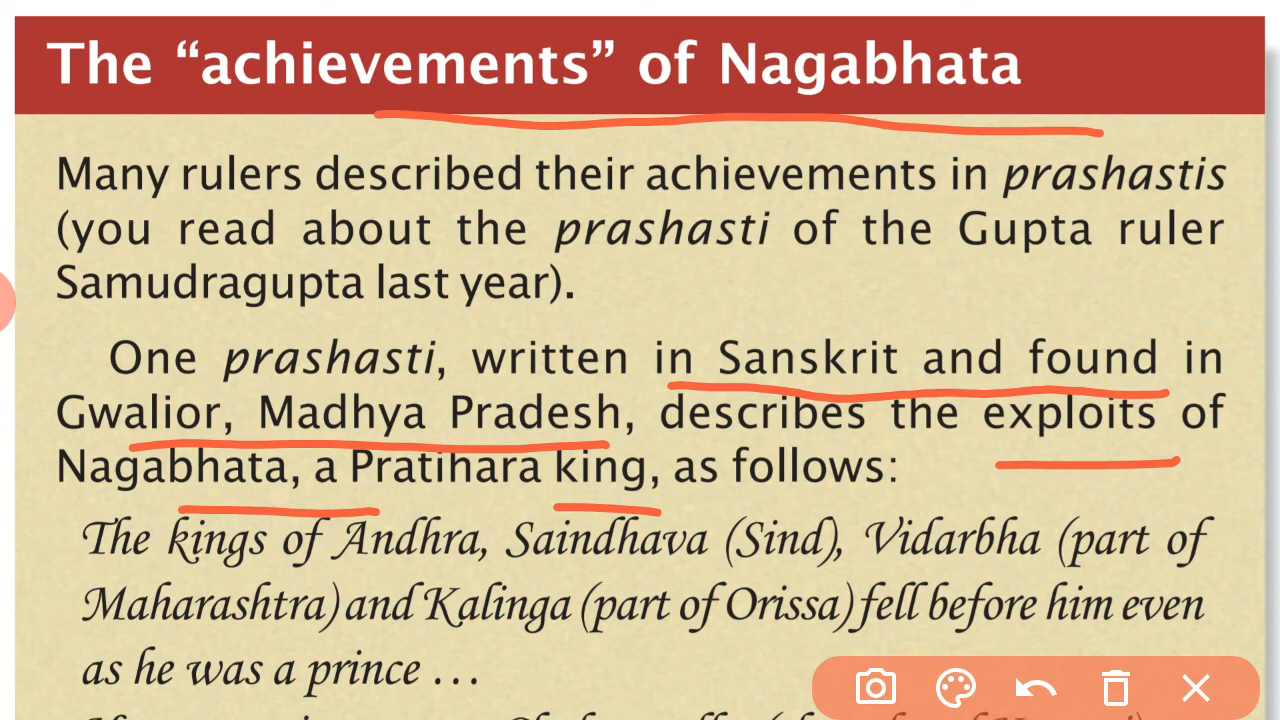 The “achievements” of Nagabhata
Many rulers described their achievements in prashastis
(you read about the prashasti of the Gupta ruler
Samudragupta last year).
One prashasti, written in Sanskrit and found in
Gwalior, Madhya Pradesh, describes the exploits of
Nagabhata, a Pratihara king, as follows:
The kings of Andhra, Saindhava (Sind), Vidarbha (part of
Maharashtra) and Kalinga (part of Orissa) fell before him even
as he was a prince …